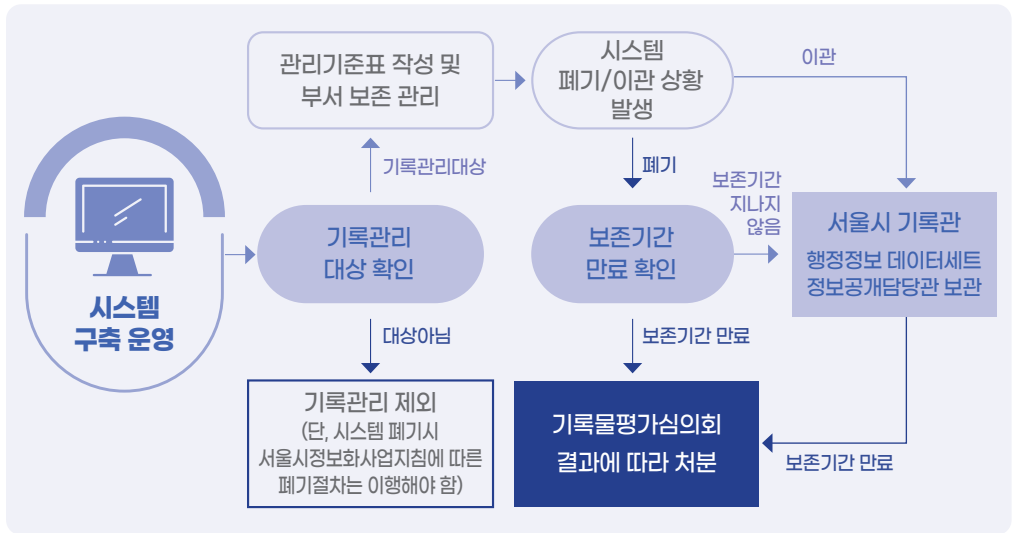 시스템
구축 운영
기록관리
대상 확인
기록관리대상
관리기준표 작성 및
부서 보존 관리
대상아님
기록관리 제외
(단, 시스템 폐기시
서울시정보화사업지침에 따른
폐기절차는 이행해야 함)
시스템
폐기/이관 상황
발생
이관
폐기
보존기간
만료 확인
보존기간
지나지
않음
서울시 기록관
행정정보 데이터세트
정보공개담당관 보관
보존기간 만료
기록물평가심의회
결과에 따라 처분
보존기간 만료